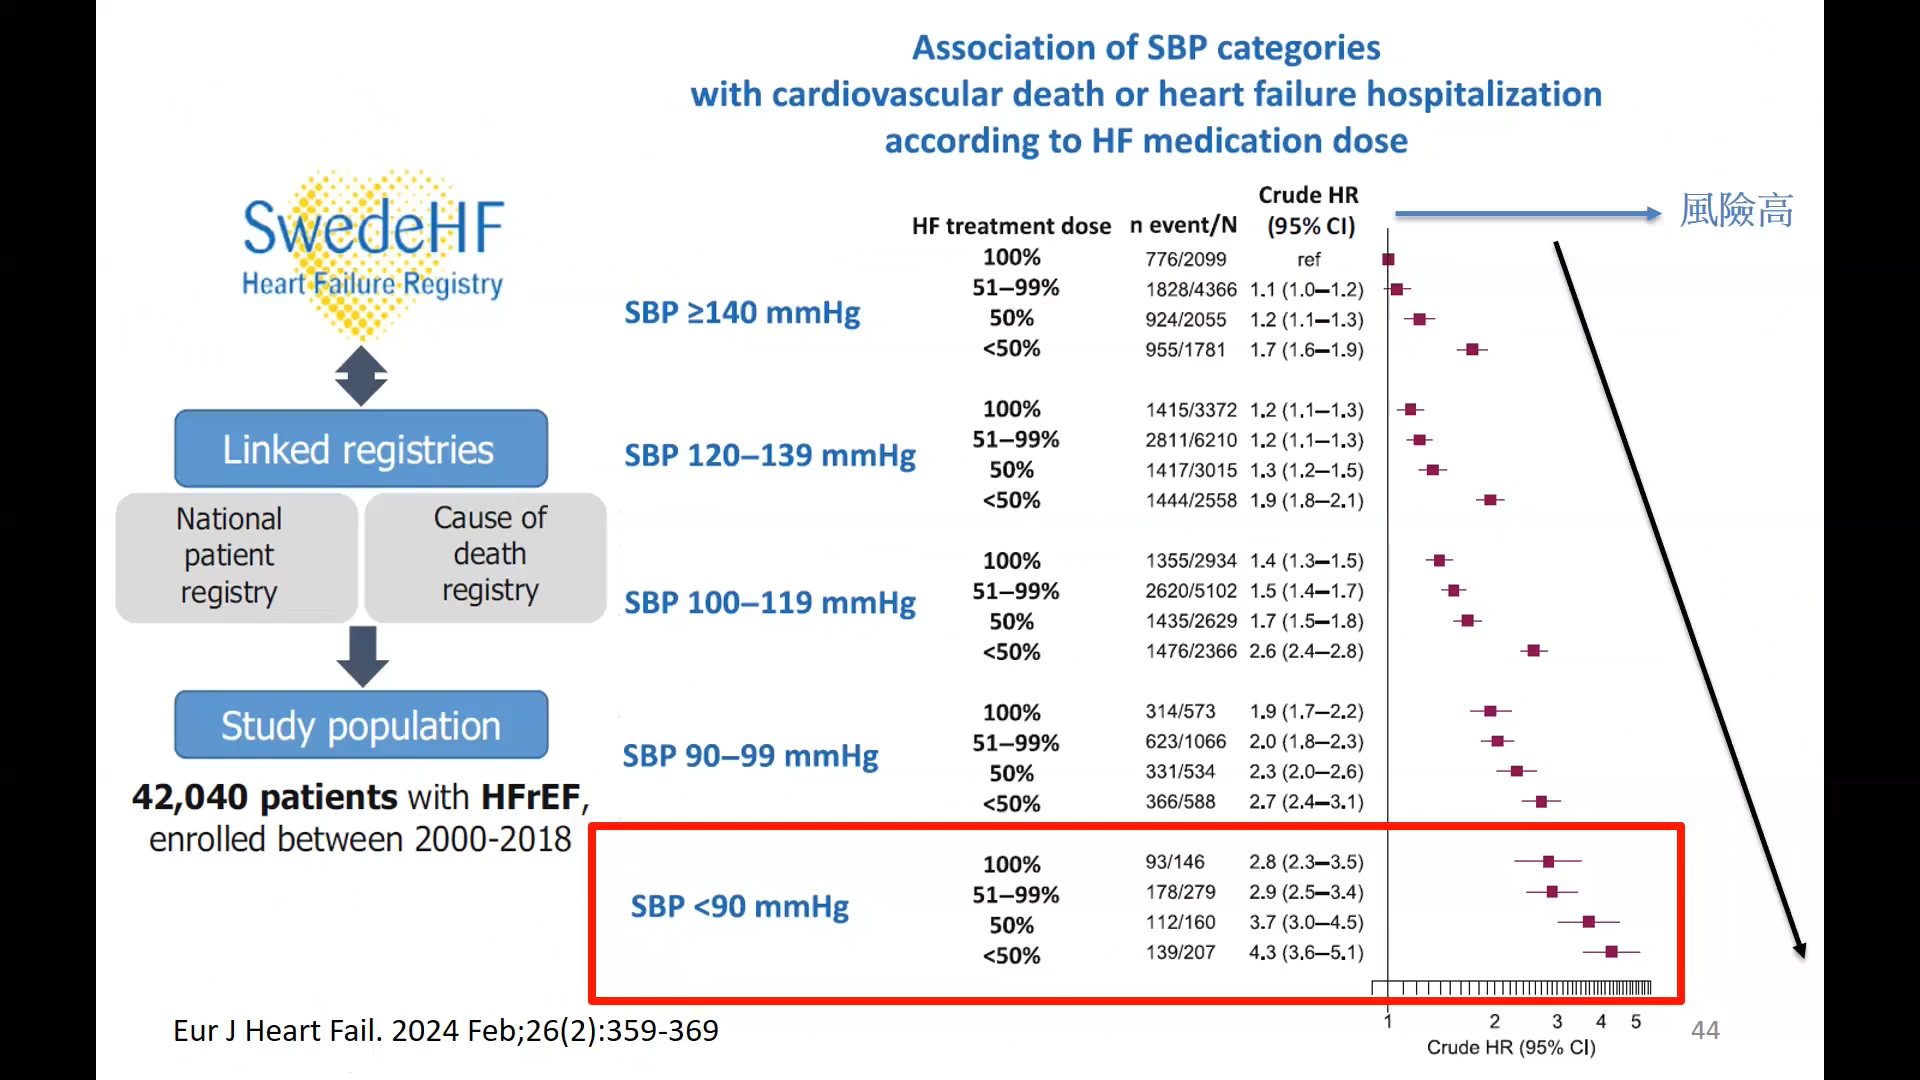 Association of SBP categories
with cardiovascular death or heart failure hospitalization
according to HF medication dose
SwedeHF
Heart Failure Registry
Linked registries
National patient registry
Cause of death registry
Study population
42,040 patients with HFrEF,
enrolled between 2000-2018
HF treatment dose n event/N Crude HR (95% CI)
風險高
SBP ≥140 mmHg
100% 776/2099 ref
51–99% 1828/4366 1.1 (1.0–1.2)
50% 924/2055 1.2 (1.1–1.3)
<50% 955/1781 1.7 (1.6–1.9)
SBP 120–139 mmHg
100% 1415/3372 1.2 (1.1–1.3)
51–99% 2811/6210 1.2 (1.1–1.3)
50% 1417/3015 1.3 (1.2–1.5)
<50% 1444/2558 1.9 (1.8–2.1)
SBP 100–119 mmHg
100% 1355/2934 1.4 (1.3–1.5)
51–99% 2620/5102 1.5 (1.4–1.7)
50% 1435/2629 1.7 (1.5–1.8)
<50% 1476/2366 2.6 (2.4–2.8)
SBP 90–99 mmHg
100% 314/573 1.9 (1.7–2.2)
51–99% 623/1066 2.0 (1.8–2.3)
50% 331/534 2.3 (2.0–2.6)
<50% 366/588 2.7 (2.4–3.1)
SBP <90 mmHg
100% 93/146 2.8 (2.3–3.5)
51–99% 178/279 2.9 (2.5–3.4)
50% 112/160 3.7 (3.0–4.5)
<50% 139/207 4.3 (3.6–5.1)
1 2 3 4 5
Crude HR (95% CI)
Eur J Heart Fail. 2024 Feb;26(2):359-369
44